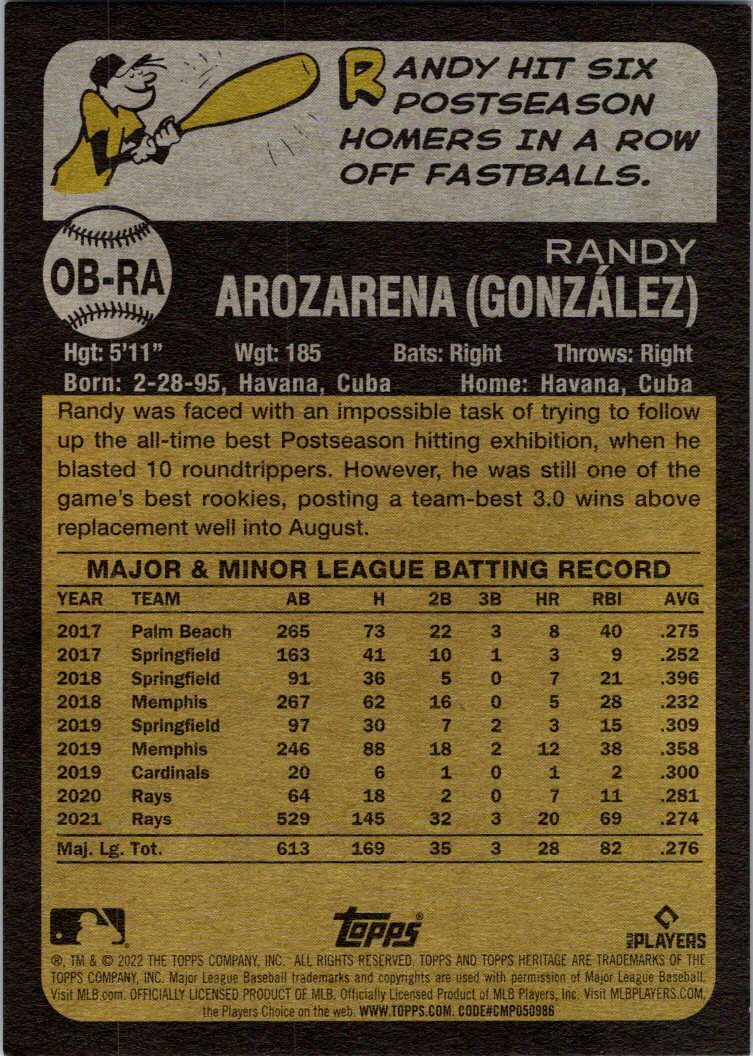 RANDY HIT SIX
POSTSEASON
HOMERS IN A ROW
OFF FASTBALLS.
OB-RA
RANDY
AROZARENA (GONZÁLEZ)
Hgt: 5'11" Wgt: 185 Bats: Right Throws: Right
Born: 2-28-95, Havana, Cuba Home: Havana, Cuba
Randy was faced with an impossible task of trying to follow
up the all-time best Postseason hitting exhibition, when he
blasted 10 roundtrippers. However, he was still one of the
game's best rookies, posting a team-best 3.0 wins above
replacement well into August.
MAJOR & MINOR LEAGUE BATTING RECORD
YEAR TEAM AB H 2B 3B HR RBI AVG
2017 Palm Beach 265 73 22 3 8 40 .275
2017 Springfield 163 41 10 1 3 9 .252
2018 Springfield 91 36 5 0 7 21 .396
2018 Memphis 267 62 16 0 5 28 .232
2019 Springfield 97 30 7 2 3 15 .309
2019 Memphis 246 88 18 2 12 38 .358
2019 Cardinals 20 6 1 0 1 2 .300
2020 Rays 64 18 2 0 7 11 .281
2021 Rays 529 145 32 3 20 69 .274
Maj. Lg. Tot. 613 169 35 3 28 82 .276
topps®
MLB PLAYERS
®, TM & © 2022 THE TOPPS COMPANY, INC. ALL RIGHTS RESERVED. TOPPS AND TOPPS HERITAGE ARE TRADEMARKS OF THE
TOPPS COMPANY, INC. Major League Baseball trademarks and copyrights are used with permission of Major League Baseball.
Visit MLB.com. OFFICIALLY LICENSED PRODUCT OF MLB. Officially Licensed Product of MLB Players, Inc. Visit MLBPLAYERS.COM,
the Players Choice on the web. WWW.TOPPS.COM. CODE#CMP050986